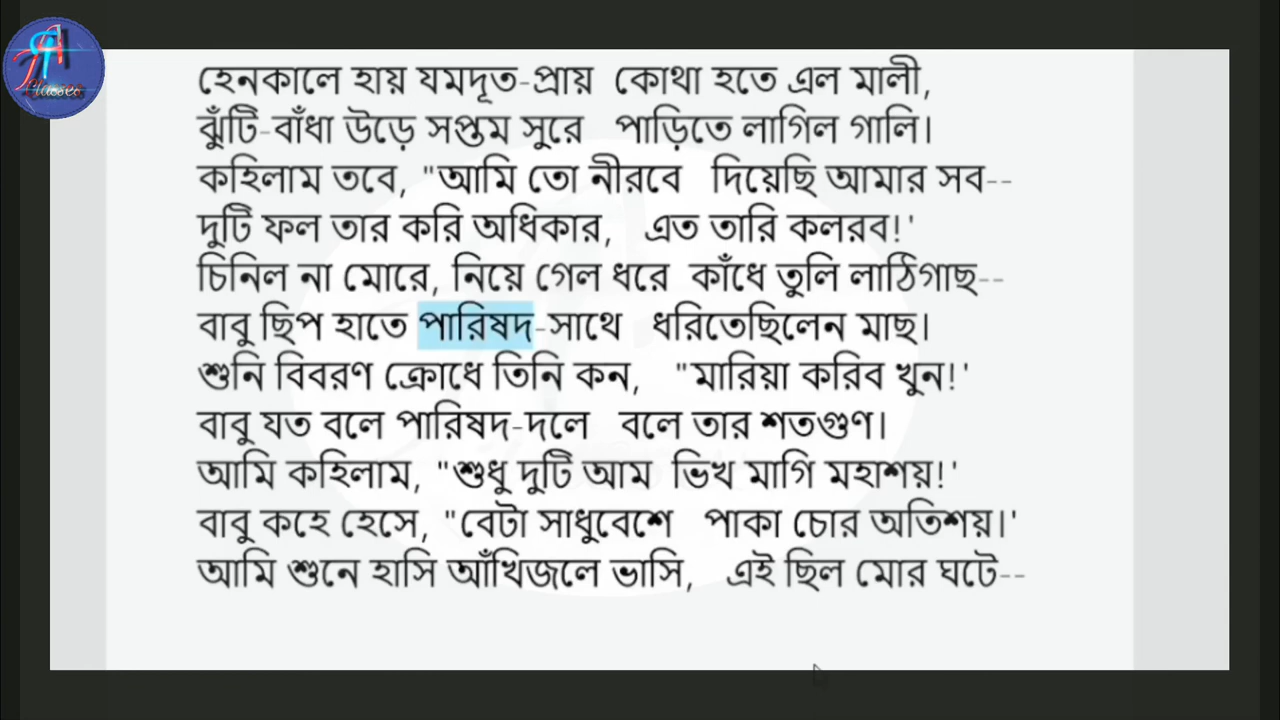 হেনকালে হায় যমদূত-প্রায় কোথা হতে এল মালী,
ঝুঁটি-বাঁধা উড়ে সপ্তম সুরে পাড়িতে লাগিল গালি।
কহিলাম তবে, "আমি তো নীরবে দিয়েছি আমার সব--
দুটি ফল তার করি অধিকার, এত তারি কলরব!'
চিনিল না মোরে, নিয়ে গেল ধরে কাঁধে তুলি লাঠিগাছ--
বাবু ছিপ হাতে পারিষদ-সাথে ধরিতেছিলেন মাছ।
শুনি বিবরণ ক্রোধে তিনি কন, "মারিয়া করিব খুন!'
বাবু যত বলে পারিষদ-দলে বলে তার শতগুণ।
আমি কহিলাম, "শুধু দুটি আম ভিখ মাগি মহাশয়!'
বাবু কহে হেসে, "বেটা সাধুবেশে পাকা চোর অতিশয়।'
আমি শুনে হাসি আঁখিজলে ভাসি, এই ছিল মোর ঘটে--